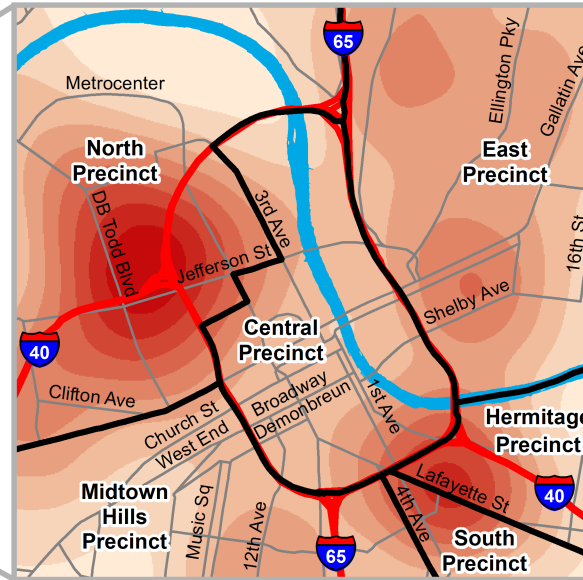 65
Ellington Pky
Gallatin Ave
Metrocenter
North
Precinct
East
Precinct
DB Todd Blvd
3rd Ave
16th St
Jefferson St
Shelby Ave
Central
Precinct
40
Clifton Ave
Broadway
Demonbreun
1st Ave
Church St
West End
Hermitage
Precinct
Lafayette St
40
Midtown
Hills
Precinct
Music Sq
12th Ave
4th Ave
65
South
Precinct